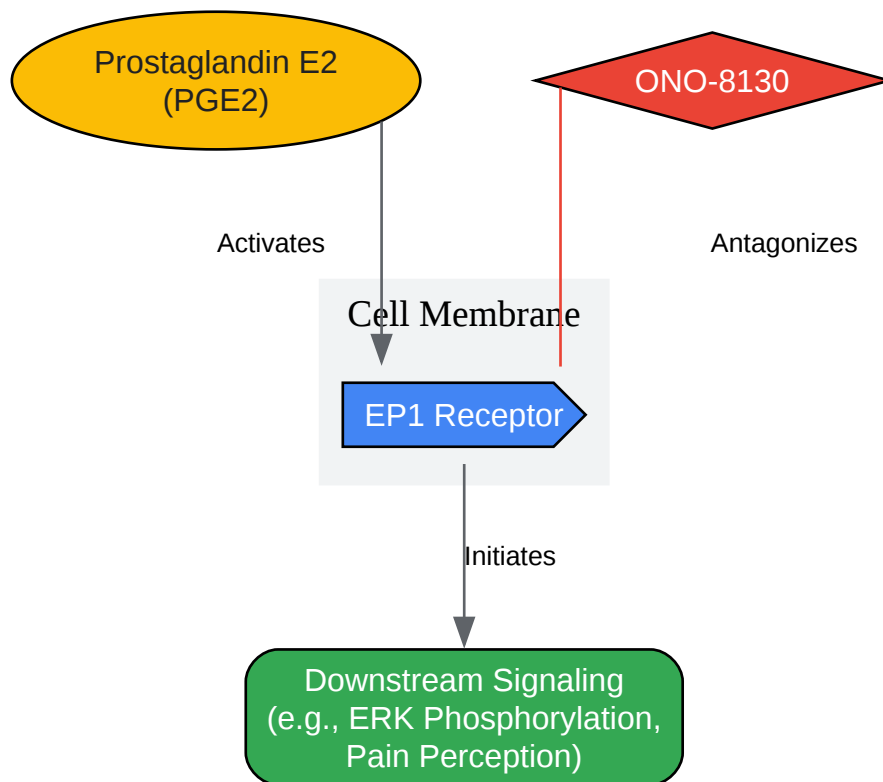 Prostaglandin E2
(PGE2)
ONO-8130
Activates
Antagonizes
Cell Membrane
EP1 Receptor
Initiates
Downstream Signaling
(e.g., ERK Phosphorylation,
Pain Perception)